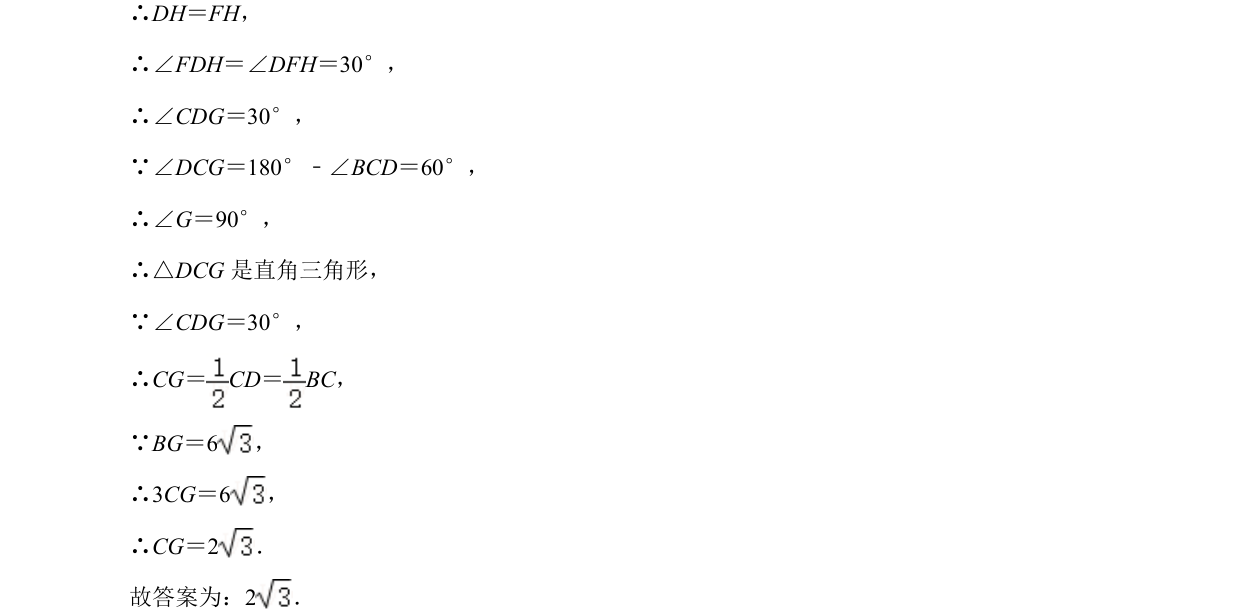 ∴DH=FH,
∴∠FDH=∠DFH=30°,
∴∠CDG=30°,
∵∠DCG=180°﹣∠BCD=60°,
∴∠G=90°,
∴△DCG是直角三角形,
∵∠CDG=30°,
∴CG=1/2CD=1/2BC,
∵BG=6√3,
∴3CG=6√3,
∴CG=2√3.
故答案为：2√3.